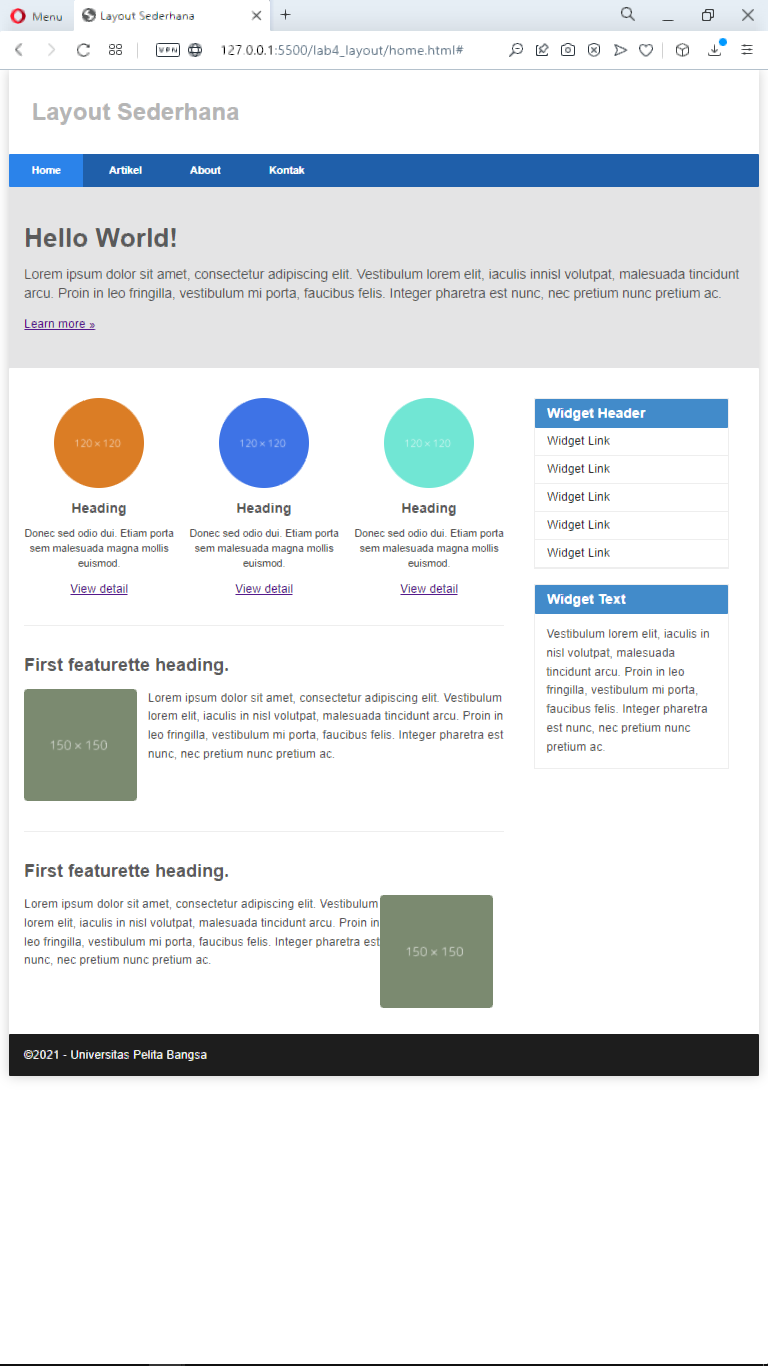 Menu
Layout Sederhana
VPN
127.0.0.1:5500/lab4_layout/home.html#
Layout Sederhana
Home Artikel About Kontak
Hello World!
Lorem ipsum dolor sit amet, consectetur adipiscing elit. Vestibulum lorem elit, iaculis innisl volutpat, malesuada tincidunt
arcu. Proin in leo fringilla, vestibulum mi porta, faucibus felis. Integer pharetra est nunc, nec pretium nunc pretium ac.
Learn more »
120 × 120
Heading
Donec sed odio dui. Etiam porta
sem malesuada magna mollis
euismod.
View detail
120 × 120
Heading
Donec sed odio dui. Etiam porta
sem malesuada magna mollis
euismod.
View detail
120 × 120
Heading
Donec sed odio dui. Etiam porta
sem malesuada magna mollis
euismod.
View detail
First featurette heading.
150 × 150
Lorem ipsum dolor sit amet, consectetur adipiscing elit. Vestibulum
lorem elit, iaculis in nisl volutpat, malesuada tincidunt arcu. Proin in
leo fringilla, vestibulum mi porta, faucibus felis. Integer pharetra est
nunc, nec pretium nunc pretium ac.
First featurette heading.
Lorem ipsum dolor sit amet, consectetur adipiscing elit. Vestibulum
lorem elit, iaculis in nisl volutpat, malesuada tincidunt arcu. Proin in
leo fringilla, vestibulum mi porta, faucibus felis. Integer pharetra est
nunc, nec pretium nunc pretium ac.
150 × 150
Widget Header
Widget Link
Widget Link
Widget Link
Widget Link
Widget Link
Widget Text
Vestibulum lorem elit, iaculis in
nisl volutpat, malesuada
tincidunt arcu. Proin in leo
fringilla, vestibulum mi porta,
faucibus felis. Integer pharetra
est nunc, nec pretium nunc
pretium ac.
©2021 - Universitas Pelita Bangsa